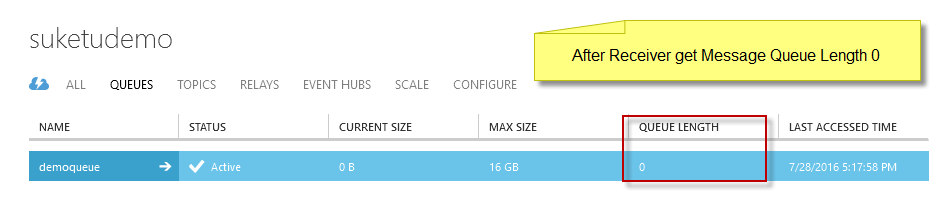 suketudemo
After Receiver get Message Queue Length 0
ALL QUEUES TOPICS RELAYS EVENT HUBS SCALE CONFIGURE
NAME STATUS CURRENT SIZE MAX SIZE QUEUE LENGTH LAST ACCESSED TIME
demoqueue Active 0 B 16 GB 0 7/28/2016 5:17:58 PM